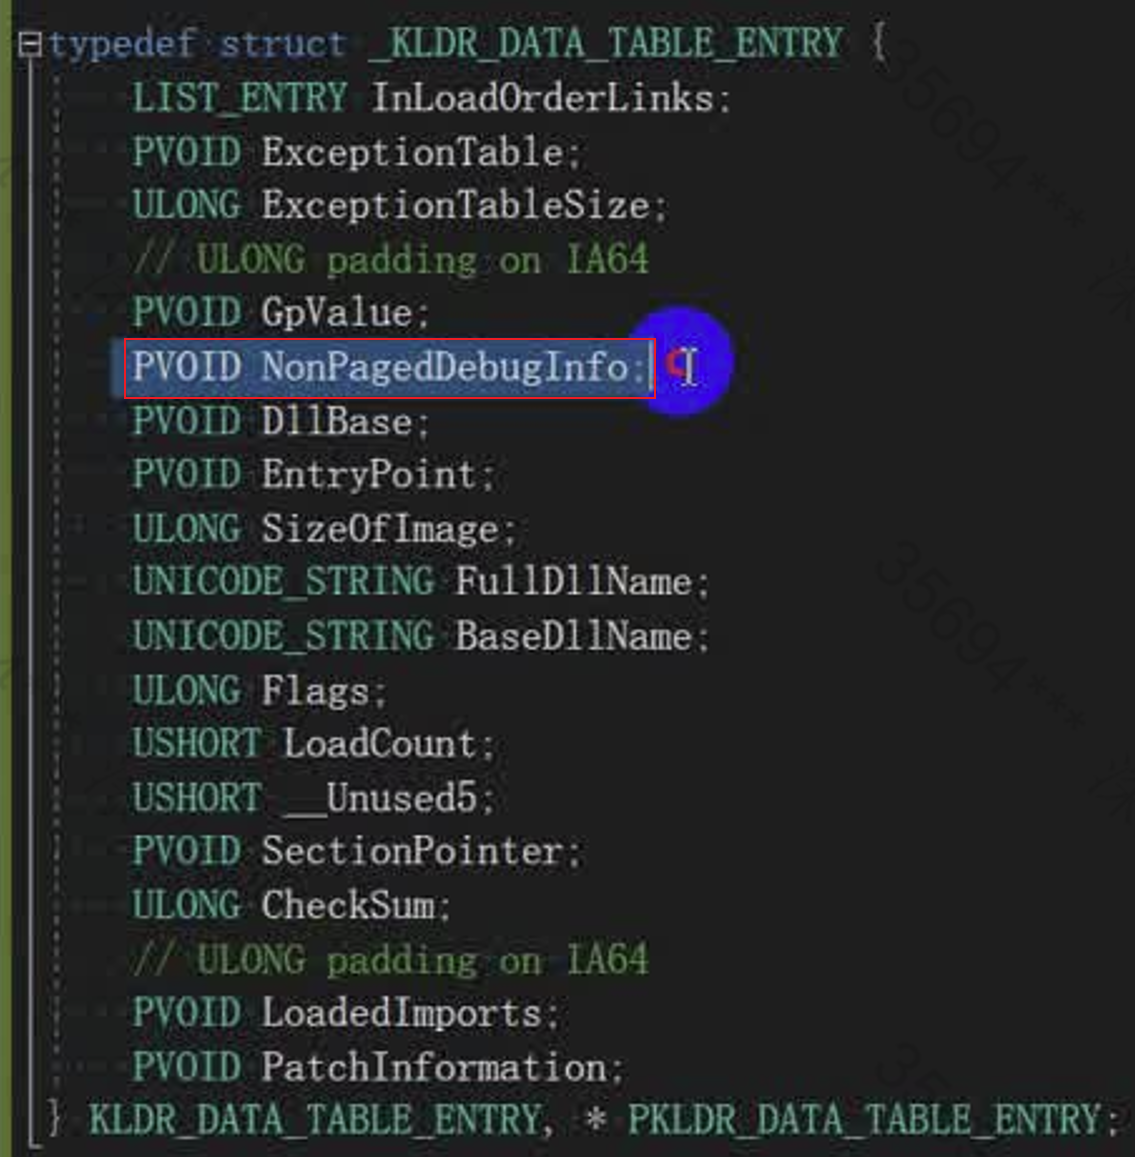 typedef struct _KLDR_DATA_TABLE_ENTRY {
LIST_ENTRY InLoadOrderLinks;
PVOID ExceptionTable;
ULONG ExceptionTableSize;
// ULONG padding on IA64
PVOID GpValue;
PVOID NonPagedDebugInfo;
PVOID DllBase;
PVOID EntryPoint;
ULONG SizeOfImage;
UNICODE_STRING FullDllName;
UNICODE_STRING BaseDllName;
ULONG Flags;
USHORT LoadCount;
USHORT __Unused5;
PVOID SectionPointer;
ULONG CheckSum;
// ULONG padding on IA64
PVOID LoadedImports;
PVOID PatchInformation;
} KLDR_DATA_TABLE_ENTRY, * PKLDR_DATA_TABLE_ENTRY;
35694***
35694***